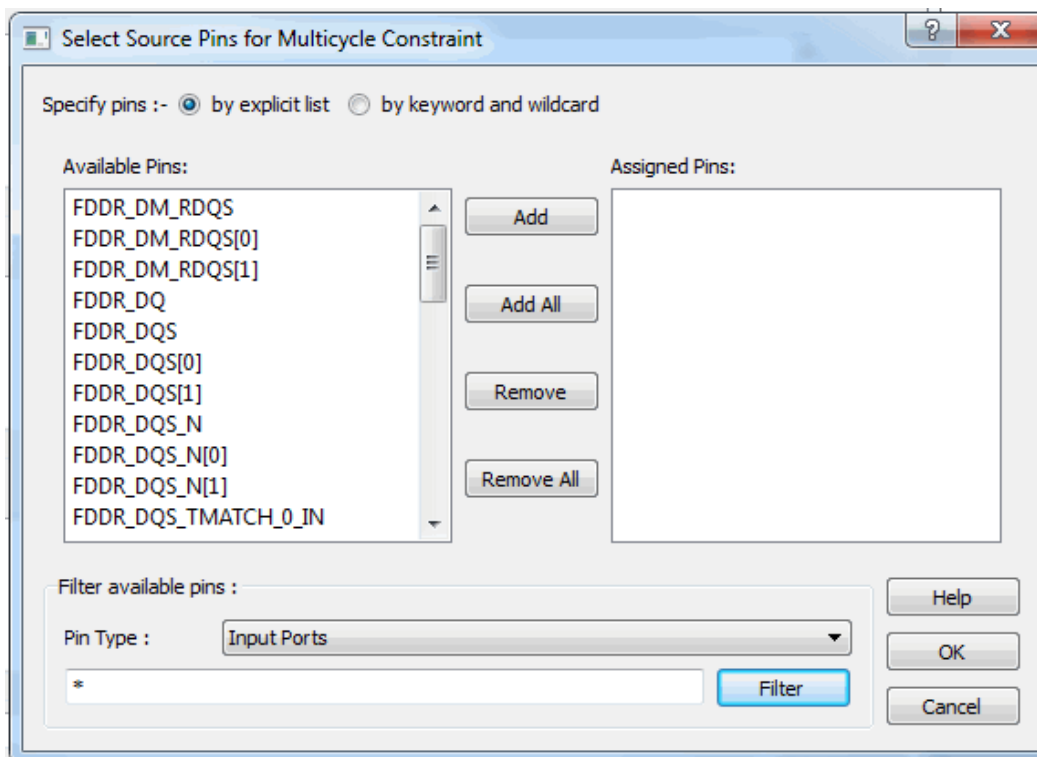 Select Source Pins for Multicycle Constraint
Specify pins :- by explicit list by keyword and wildcard
Available Pins:
Assigned Pins:
FDDR_DM_RDQS
FDDR_DM_RDQS[0]
FDDR_DM_RDQS[1]
FDDR_DQ
FDDR_DQS
FDDR_DQS[0]
FDDR_DQS[1]
FDDR_DQS_N
FDDR_DQS_N[0]
FDDR_DQS_N[1]
FDDR_DQS_TMATCH_0_IN
Add
Add All
Remove
Remove All
Filter available pins :
Pin Type : Input Ports
*
Filter
Help
OK
Cancel